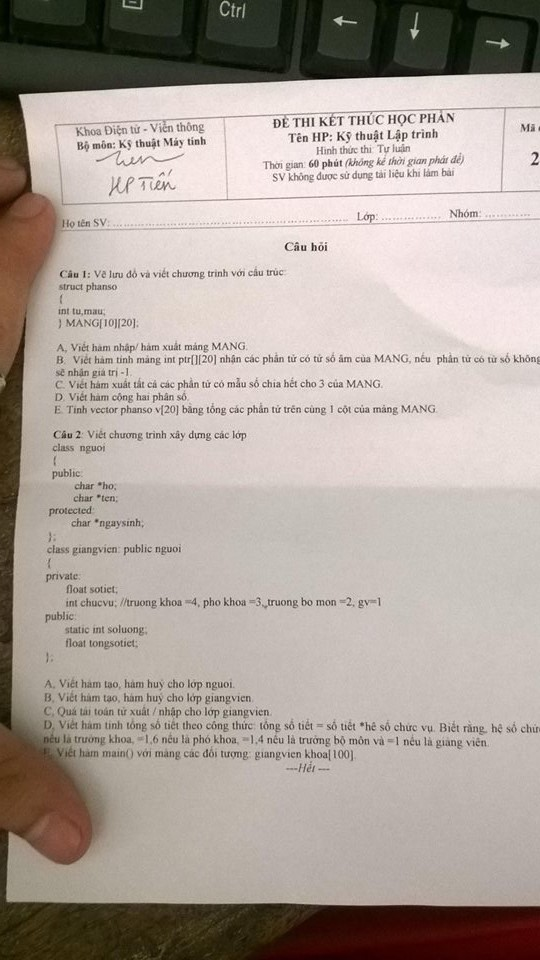 Ctrl
Khoa Điện tử - Viễn thông
Bộ môn: Kỹ thuật Máy tính
HP Tiến
ĐỀ THI KẾT THÚC HỌC PHẦN
Tên HP: Kỹ thuật Lập trình
Hình thức thi: Tự luận
Thời gian: 60 phút (không kể thời gian phát đề)
SV không được sử dụng tài liệu khi làm bài
Mã
2
Họ tên SV: ........................ Lớp: ............... Nhóm: ............
Câu hỏi
Câu 1: Vẽ lưu đồ và viết chương trình với cấu trúc:
struct phanso
{
int tu,mau;
} MANG[10][20];
A, Viết hàm nhập/ hàm xuất mảng MANG.
B. Viết hàm tính mảng int ptr[][20] nhận các phần tử có tử số âm của MANG, nếu phần tử có tử số không
sẽ nhận giá trị -1.
C. Viết hàm xuất tất cả các phần tử có mẫu số chia hết cho 3 của MANG.
D. Viết hàm cộng hai phân số.
E. Tính vector phanso v[20] bằng tổng các phần tử trên cùng 1 cột của mảng MANG.
Câu 2: Viết chương trình xây dựng các lớp
class nguoi
{
public:
char *ho;
char *ten;
protected:
char *ngaysinh;
};
class giangvien: public nguoi
{
private:
float sotiet;
int chucvu; //truong khoa =4, pho khoa =3, truong bo mon =2, gv=1
public:
static int soluong;
float tongsotiet;
};
A, Viết hàm tạo, hàm huỷ cho lớp nguoi.
B, Viết hàm tạo, hàm huỷ cho lớp giangvien.
C, Quá tải toán tử xuất / nhập cho lớp giangvien.
D, Viết hàm tính tổng số tiết theo công thức: tổng số tiết = số tiết *hệ số chức vụ. Biết rằng, hệ số chức
nếu là trưởng khoa, =1,6 nếu là phó khoa, =1,4 nếu là trưởng bộ môn và =1 nếu là giảng viên.
E. Viết hàm main() với mảng các đối tượng: giangvien khoa[100].
---Hết ---